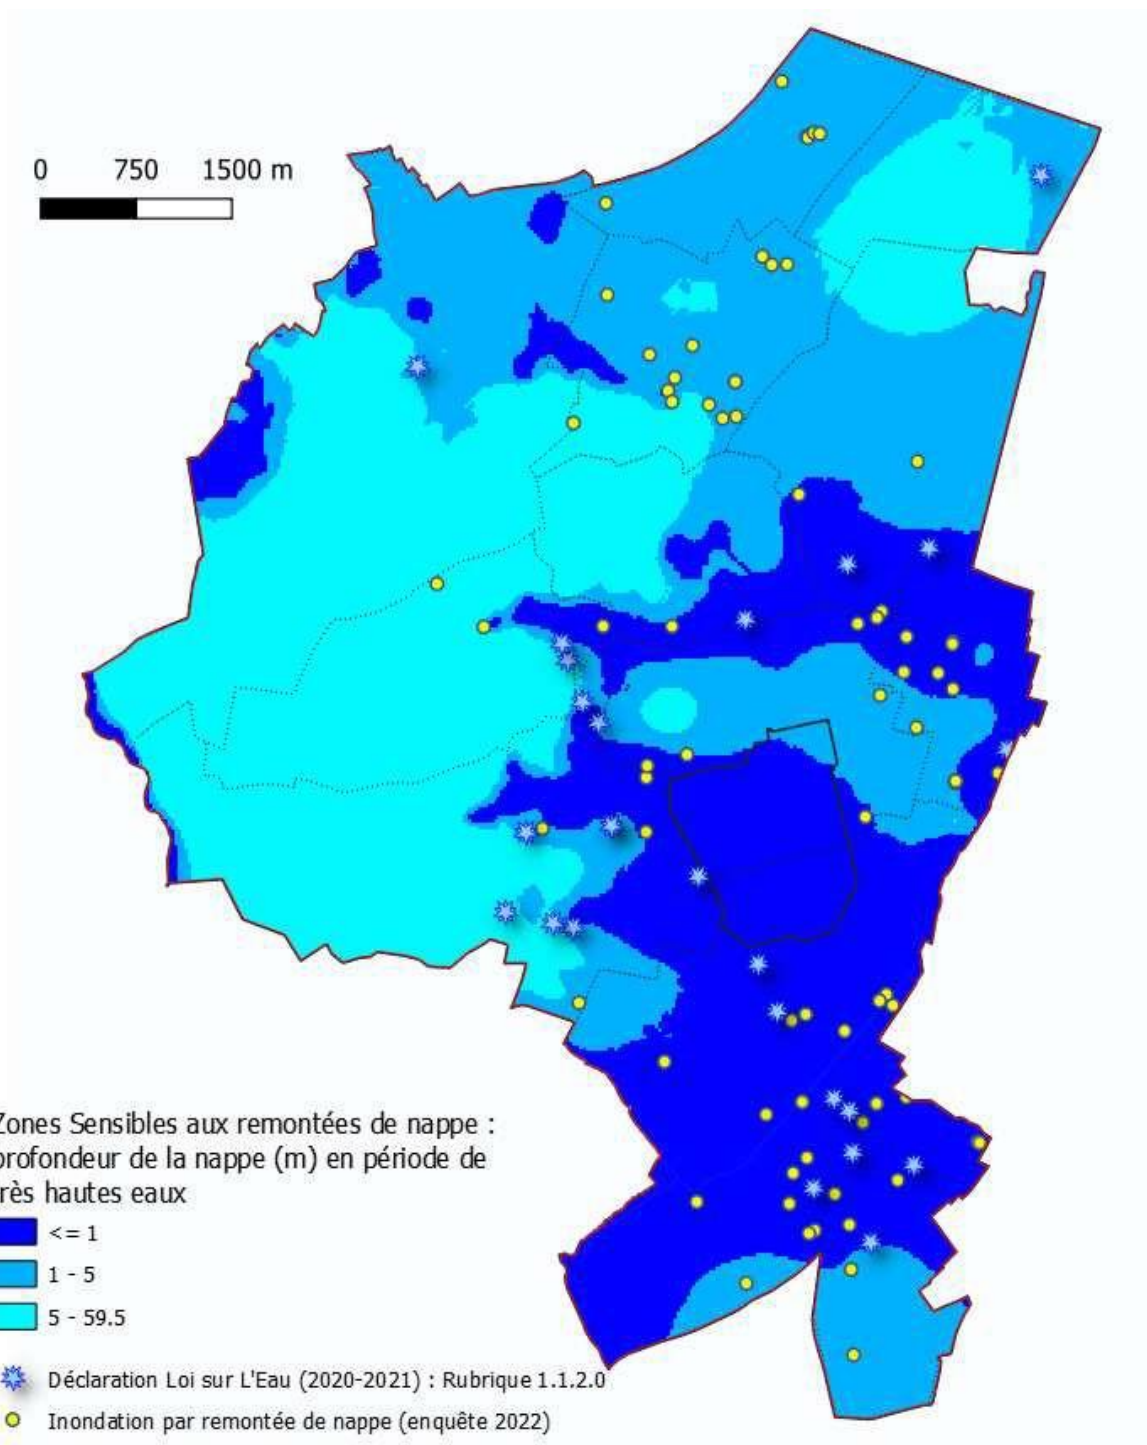 0 750 1500 m
Zones Sensibles aux remontées de nappe :
profondeur de la nappe (m) en période de
très hautes eaux
<= 1
1 - 5
5 - 59.5
Déclaration Loi sur L'Eau (2020-2021) : Rubrique 1.1.2.0
Inondation par remontée de nappe (enquête 2022)